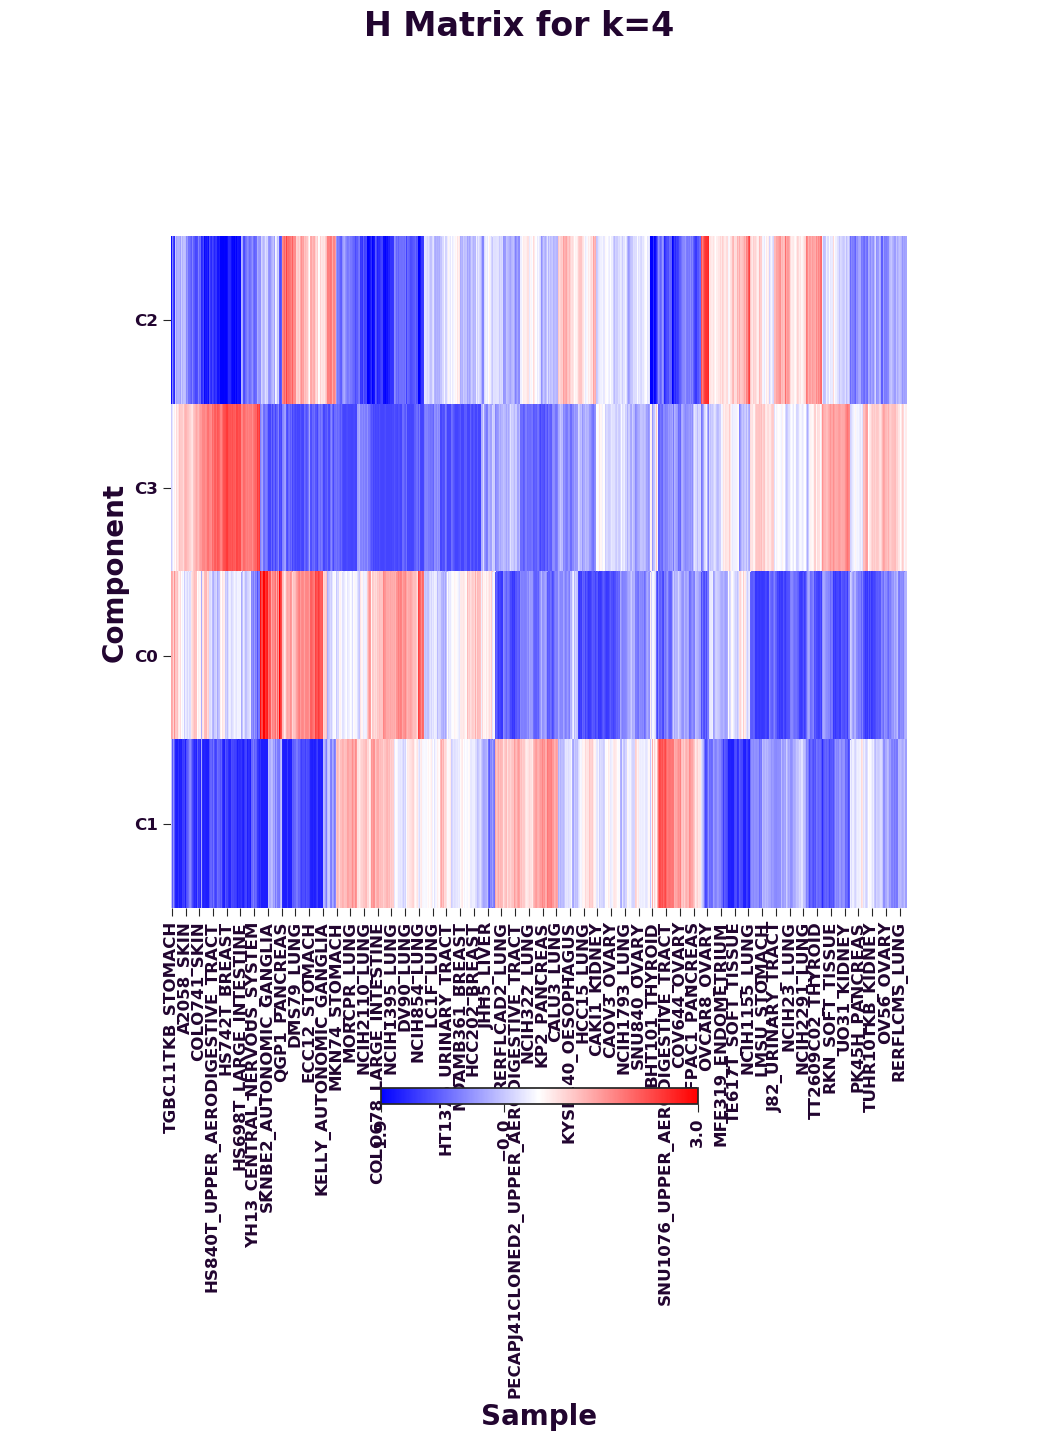 H Matrix for k=4
Component
C2
C3
C0
C1
TGBC11TKB_STOMACH
A2058_SKIN
COLO741_SKIN
HS840T_UPPER_AERODIGESTIVE_TRACT
HS742T_BREAST
HS698T_LARGE_INTESTINE
YH13_CENTRAL_NERVOUS_SYSTEM
SKNBE2_AUTONOMIC_GANGLIA
QGP1_PANCREAS
DMS79_LUNG
ECC12_STOMACH
KELLY_AUTONOMIC_GANGLIA
MKN74_STOMACH
MORCPR_LUNG
NCIH2110_LUNG
COLO678_LARGE_INTESTINE
NCIH1395_LUNG
DV90_LUNG
NCIH854_LUNG
LC1F_LUNG
URINARY_TRACT
HCC202_BREAST
JHH5_LIVER
RERFLCAD2_LUNG
PECAPJ41CLONED2_UPPER_AERODIGESTIVE_TRACT
NCIH322_LUNG
KP2_PANCREAS
CALU3_LUNG
OESOPHAGUS
HCC15_LUNG
CAKI1_KIDNEY
CAOV3_OVARY
NCIH1793_LUNG
SNU840_OVARY
BHT101_THYROID
SNU1076_UPPER_AERODIGESTIVE_TRACT
COV644_OVARY
PANCREAS
OVCAR8_OVARY
MFE319_ENDOMETRIUM
TE617T_SOFT_TISSUE
NCIH1155_LUNG
LMSU_STOMACH
J82_URINARY_TRACT
NCIH23_LUNG
NCIH2291_LUNG
TT2609C02_THYROID
RKN_SOFT_TISSUE
UO31_KIDNEY
PK45H_PANCREAS
TUHR10TKB_KIDNEY
OV56_OVARY
RERFLCMS_LUNG
−0.0
3.0
Sample